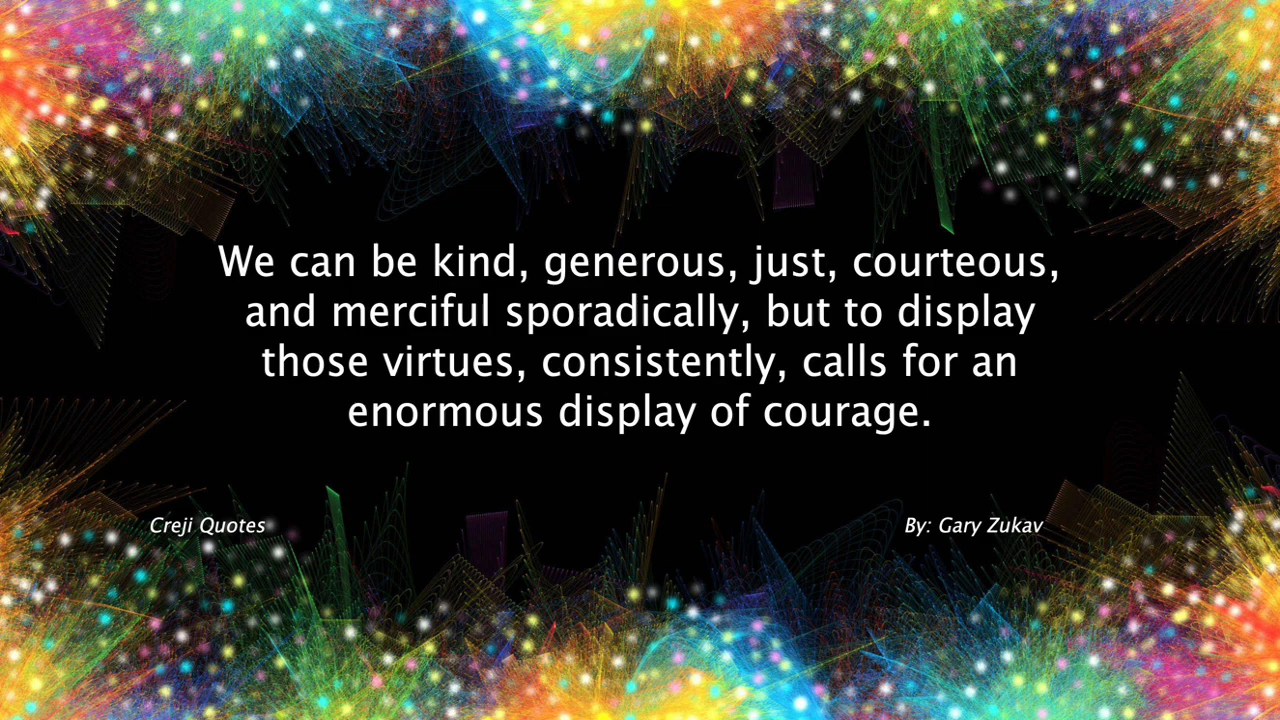 We can be kind, generous, just, courteous,
and merciful sporadically, but to display
those virtues, consistently, calls for an
enormous display of courage.
Creji Quotes
By: Gary Zukav